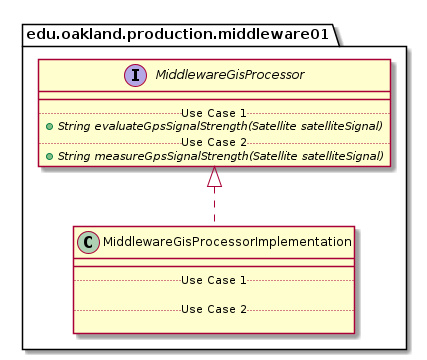 edu.oakland.production.middleware01
I MiddlewareGisProcessor
Use Case 1
String evaluateGpsSignalStrength(Satellite satelliteSignal)
Use Case 2
String measureGpsSignalStrength(Satellite satelliteSignal)
C MiddlewareGisProcessorImplementation
Use Case 1
Use Case 2